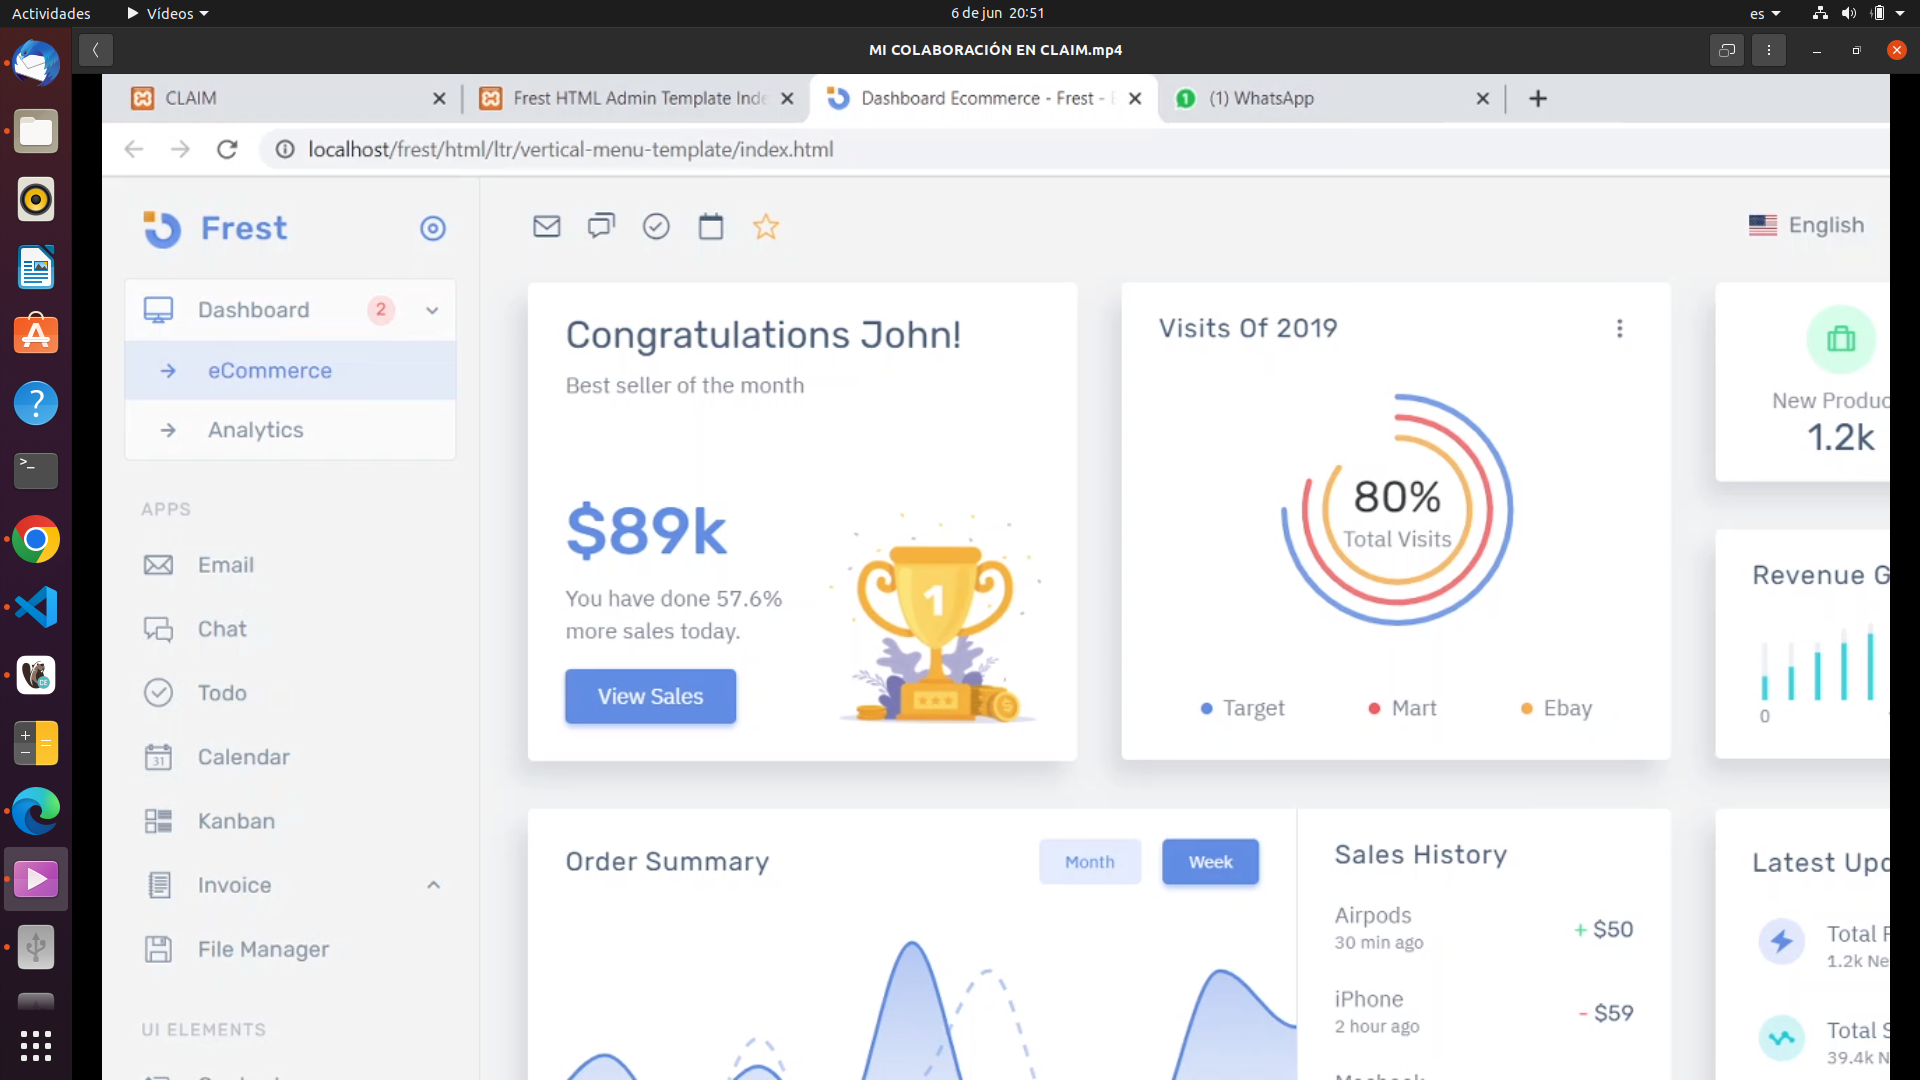 Actividades
Vídeos
6 de jun 20:51
es
MI COLABORACIÓN EN CLAIM.mp4
CLAIM
Frest HTML Admin Template Inde
Dashboard Ecommerce - Frest -
(1) WhatsApp
localhost/frest/html/ltr/vertical-menu-template/index.html
Frest
English
Dashboard
2
eCommerce
Analytics
APPS
Email
Chat
Todo
Calendar
31
Kanban
Invoice
File Manager
UI ELEMENTS
Congratulations John!
Best seller of the month
$89k
You have done 57.6%
more sales today.
View Sales
1
Visits Of 2019
80%
Total Visits
Target
Mart
Ebay
New Produc
1.2k
Revenue G
0
Order Summary
Month
Week
Sales History
Airpods
+ $50
30 min ago
iPhone
- $59
2 hour ago
Latest Upd
Total
1.2k Ne
Total S
39.4k N